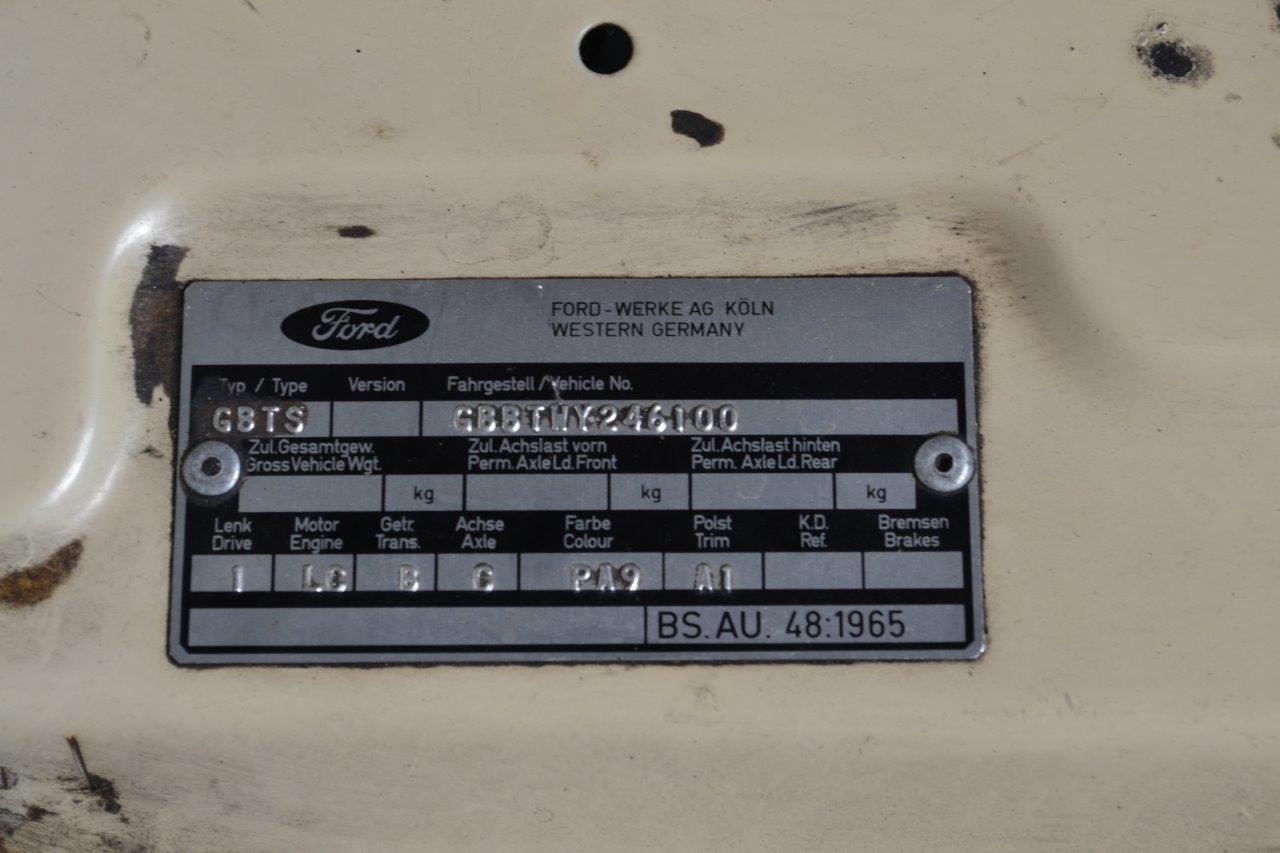 Ford
FORD-WERKE AG KÖLN
WESTERN GERMANY
Typ / Type Version Fahrgestell / Vehicle No.
GBTS GBBTMY246100
Zul.Gesamtgew. Zul.Achslast vorn Zul.Achslast hinten
Gross Vehicle Wgt. Perm. Axle Ld. Front Perm. Axle Ld. Rear
kg kg kg
Lenk Motor Getr. Achse Farbe Polst K.D. Bremsen
Drive Engine Trans. Axle Colour Trim Ref. Brakes
1 LC B C PA9 A1
BS. AU. 48:1965